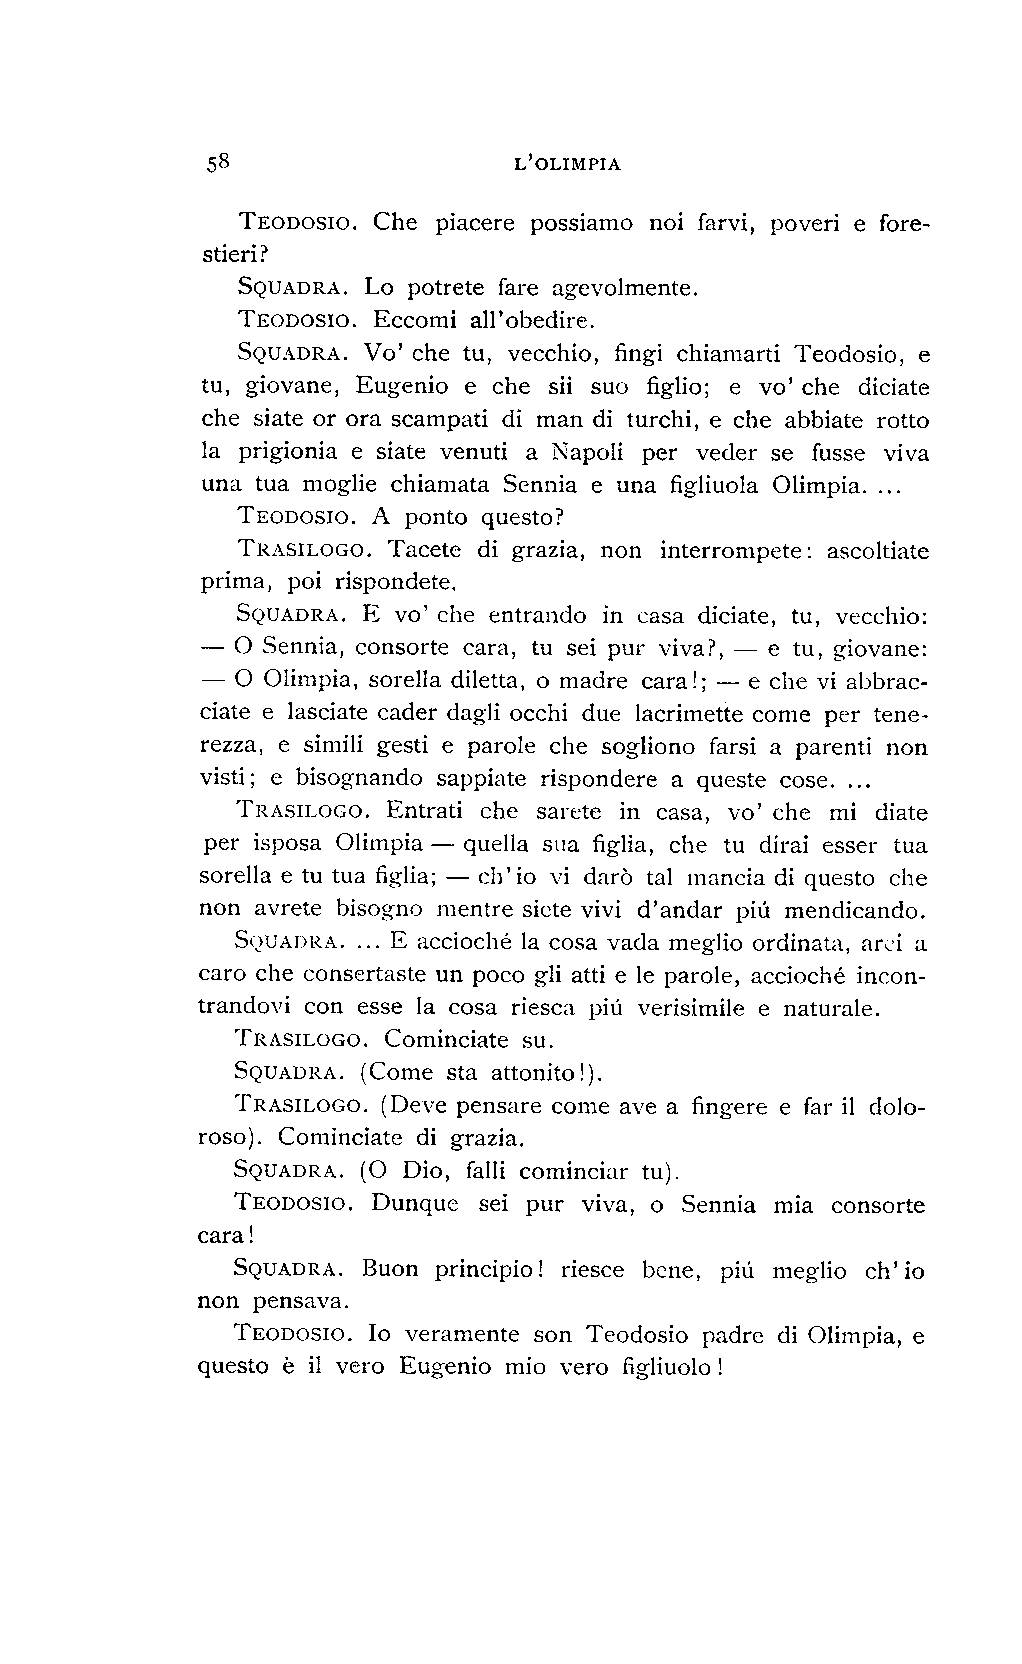 58 L'OLIMPIA
TEODOSIO. Che piacere possiamo noi farvi, poveri e fore-
stieri?
SQUADRA. Lo potrete fare agevolmente.
TEODOSIO. Eccomi all'obedire.
SQUADRA. Vo' che tu, vecchio, fingi chiamarti Teodosio, e
tu, giovane, Eugenio e che sii suo figlio; e vo' che diciate
che siate or ora scampati di man di turchi, e che abbiate rotto
la prigionia e siate venuti a Napoli per veder se fusse viva
una tua moglie chiamata Sennia e una figliuola Olimpia. ...
TEODOSIO. A ponto questo?
TRASILOGO. Tacete di grazia, non interrompete: ascoltiate
prima, poi rispondete.
SQUADRA. E vo' che entrando in casa diciate, tu, vecchio:
— O Sennia, consorte cara, tu sei pur viva?, — e tu, giovane:
— O Olimpia, sorella diletta, o madre cara!; — e che vi abbrac-
ciate e lasciate cader dagli occhi due lacrimette come per tene-
rezza, e simili gesti e parole che sogliono farsi a parenti non
visti; e bisognando sappiate rispondere a queste cose. ...
TRASILOGO. Entrati che sarete in casa, vo' che mi diate
per isposa Olimpia — quella sua figlia, che tu dirai esser tua
sorella e tu tua figlia; — ch'io vi darò tal mancia di questo che
non avrete bisogno mentre siete vivi d'andar piú mendicando.
SQUADRA. ... E accioché la cosa vada meglio ordinata, arei a
caro che consertaste un poco gli atti e le parole, accioché incon-
trandovi con esse la cosa riesca piú verisimile e naturale.
TRASILOGO. Cominciate su.
SQUADRA. (Come sta attonito!).
TRASILOGO. (Deve pensare come ave a fingere e far il dolo-
roso). Cominciate di grazia.
SQUADRA. (O Dio, falli cominciar tu).
TEODOSIO. Dunque sei pur viva, o Sennia mia consorte
cara!
SQUADRA. Buon principio! riesce bene, piú meglio ch'io
non pensava.
TEODOSIO. Io veramente son Teodosio padre di Olimpia, e
questo è il vero Eugenio mio vero figliuolo!